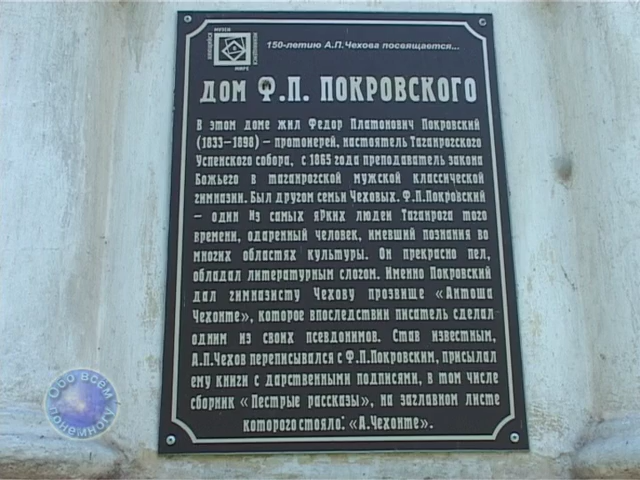 150-летию А.П.Чехова посвящается...
ДОМ Ф.П. ПОКРОВСКОГО
В этом доме жил Федор Платонович Покровский
(1833–1898) – протоиерей, настоятель Таганрогского
Успенского собора, с 1865 года преподаватель закона
Божьего в таганрогской мужской классической
гимназии. Был другом семьи Чеховых. Ф.П.Покровский
– один из самых ярких людей Таганрога того
времени, одаренный человек, имевший познания во
многих областях культуры. Он прекрасно пел,
обладал литературным слогом. Именно Покровский
дал гимназисту Чехову прозвище «Антоша
Чехонте», которое впоследствии писатель сделал
одним из своих псевдонимов. Став известным,
А.П.Чехов переписывался с Ф.П.Покровским, присылал
ему книги с дарственными подписями, в том числе
сборник «Пестрые рассказы», на заглавном листе
которого стояло: «А.Чехонте».
Обо всём
понемногу